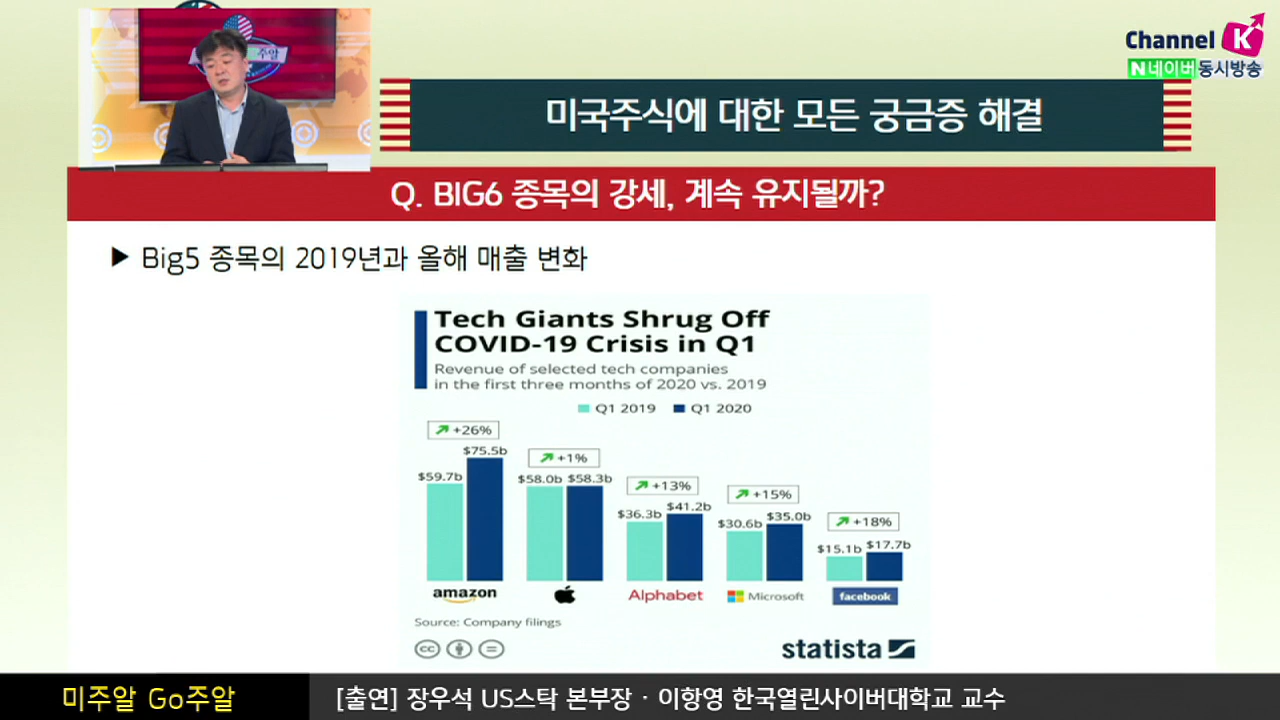 Channel K
N네이버 동시방송
주알
미국주식에 대한 모든 궁금증 해결
Q. BIG6 종목의 강세, 계속 유지될까?
▶ Big5 종목의 2019년과 올해 매출 변화
Tech Giants Shrug Off
COVID-19 Crisis in Q1
Revenue of selected tech companies
in the first three months of 2020 vs. 2019
Q1 2019 Q1 2020
+26%
$59.7b $75.5b
+1%
$58.0b $58.3b
+13%
$36.3b $41.2b
+15%
$30.6b $35.0b
+18%
$15.1b $17.7b
amazon Alphabet Microsoft facebook
Source: Company filings
cc =
statista
미주알 Go주알
[출연] 장우석 US스탁 본부장 · 이항영 한국열린사이버대학교 교수